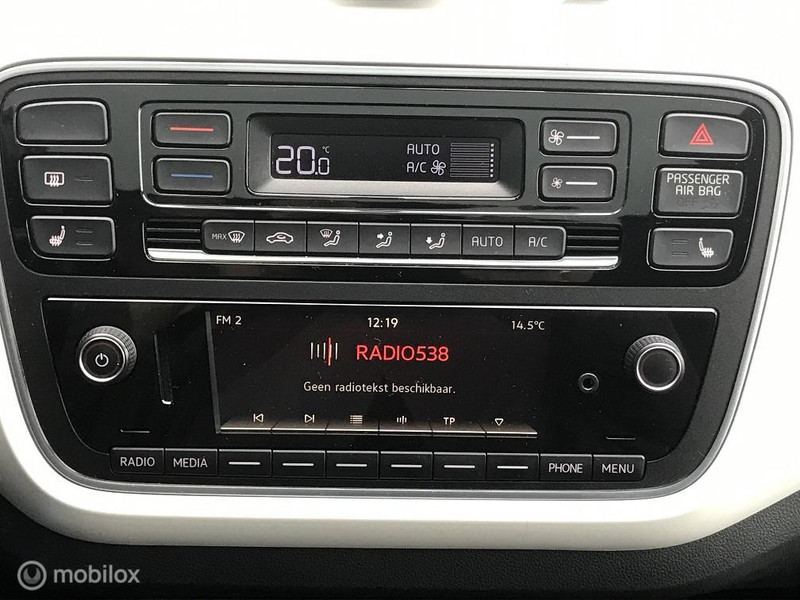 20.0 °C
AUTO
A/C
PASSENGER
AIR BAG
OFF
MAX
AUTO
A/C
FM 2
12:19
14.5°C
RADIO538
Geen radiotekst beschikbaar.
TP
RADIO
MEDIA
PHONE
MENU
mobilox